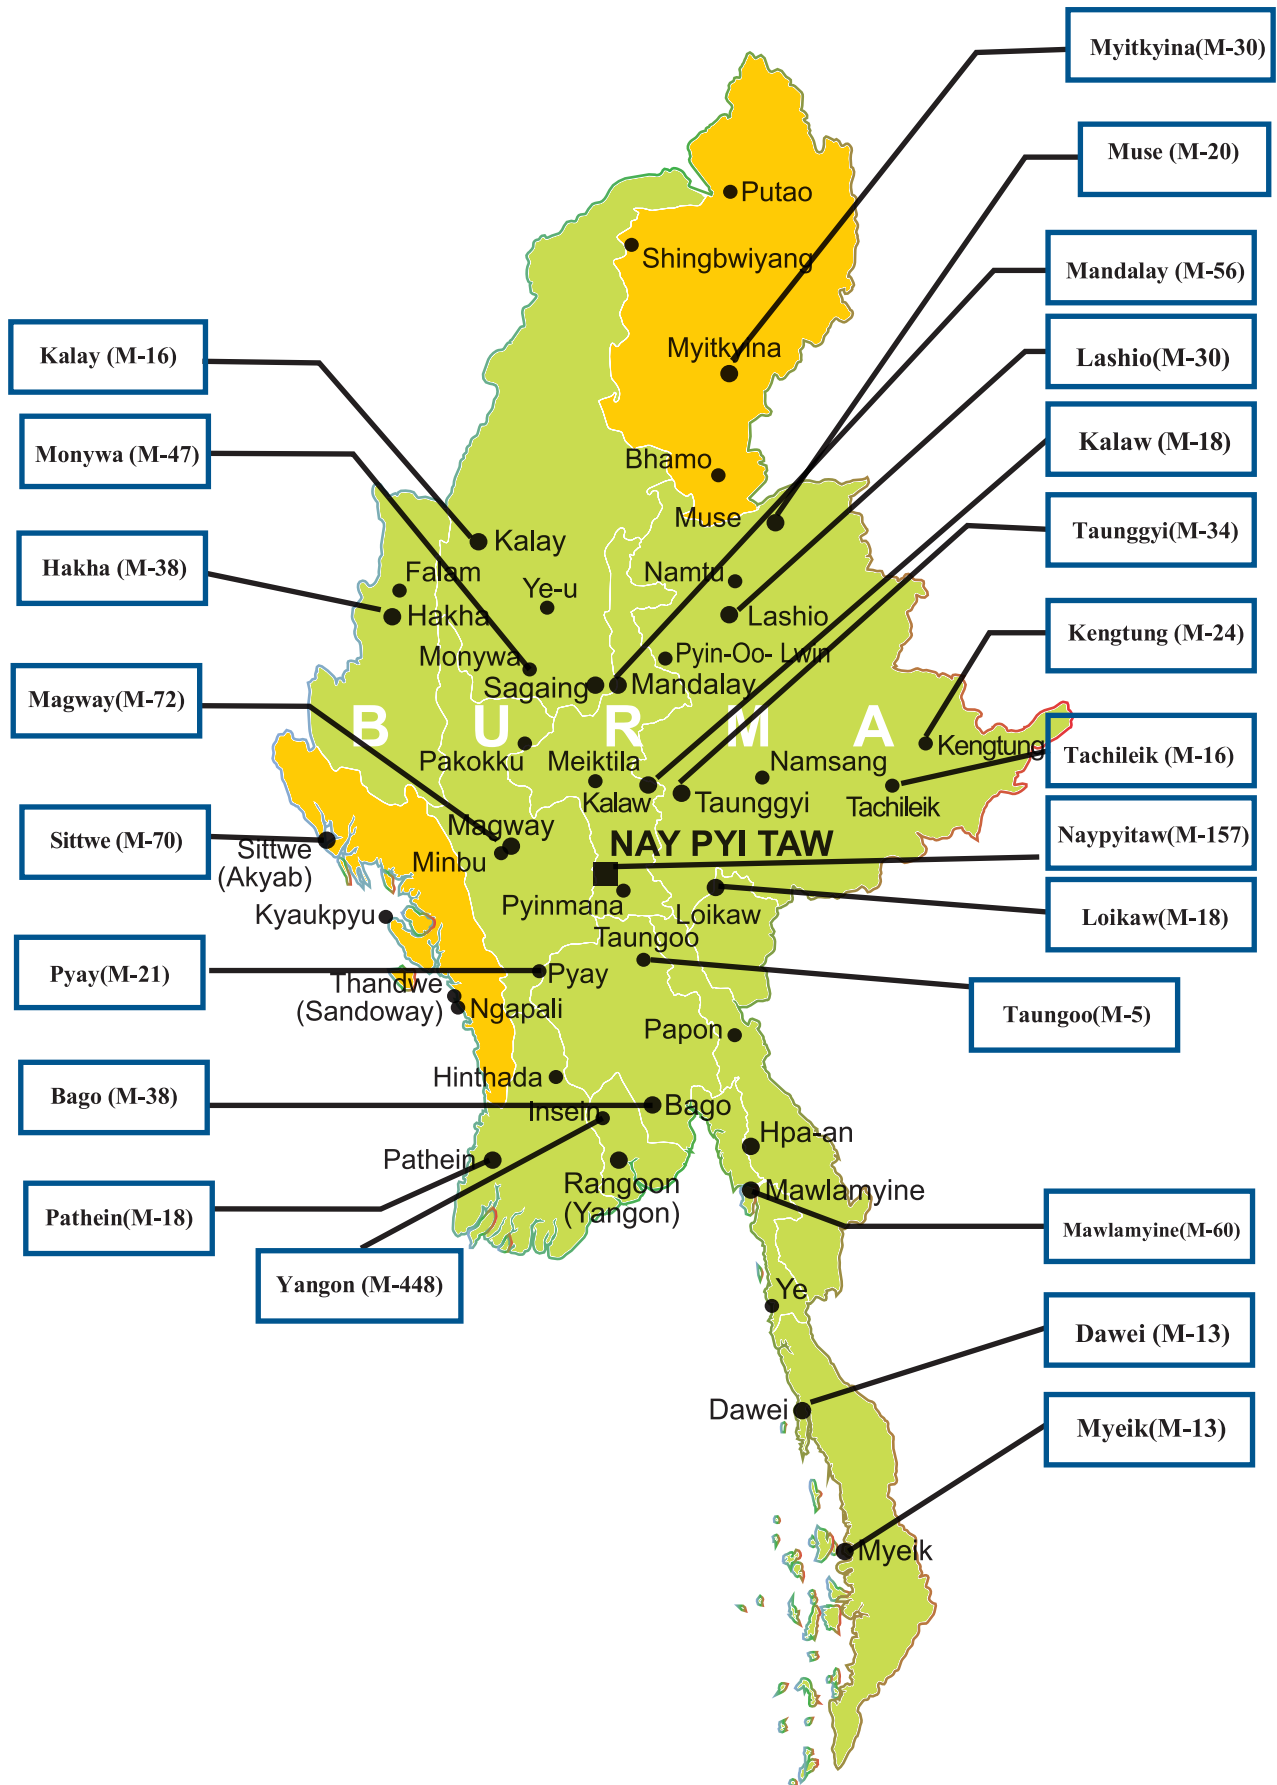 Myitkyina(M-30)
Muse (M-20)
Mandalay (M-56)
Lashio(M-30)
Kalaw (M-18)
Taunggyi(M-34)
Kengtung (M-24)
Tachileik (M-16)
Naypyitaw(M-157)
Loikaw(M-18)
Taungoo(M-5)
Mawlamyine(M-60)
Dawei (M-13)
Myeik(M-13)
Kalay (M-16)
Monywa (M-47)
Hakha (M-38)
Magway(M-72)
Sittwe (M-70)
Pyay(M-21)
Bago (M-38)
Pathein(M-18)
Yangon (M-448)
Putao
Shingbwiyang
Myitkyina
Bhamo
Muse
Kalay
Falam
Ye-u
Namtu
Hakha
Lashio
Monywa
Pyin-Oo- Lwin
Sagaing
Mandalay
B U R M A
Pakokku
Meiktila
Namsang
Kengtung
Kalaw
Taunggyi
Tachileik
Magway
Minbu
NAY PYI TAW
Sittwe
(Akyab)
Pyinmana
Loikaw
Kyaukpyu
Taungoo
Pyay
Thandwe
(Sandoway)
Ngapali
Papon
Hinthada
Insein
Bago
Hpa-an
Pathein
Rangoon
(Yangon)
Mawlamyine
Ye
Dawei
Myeik